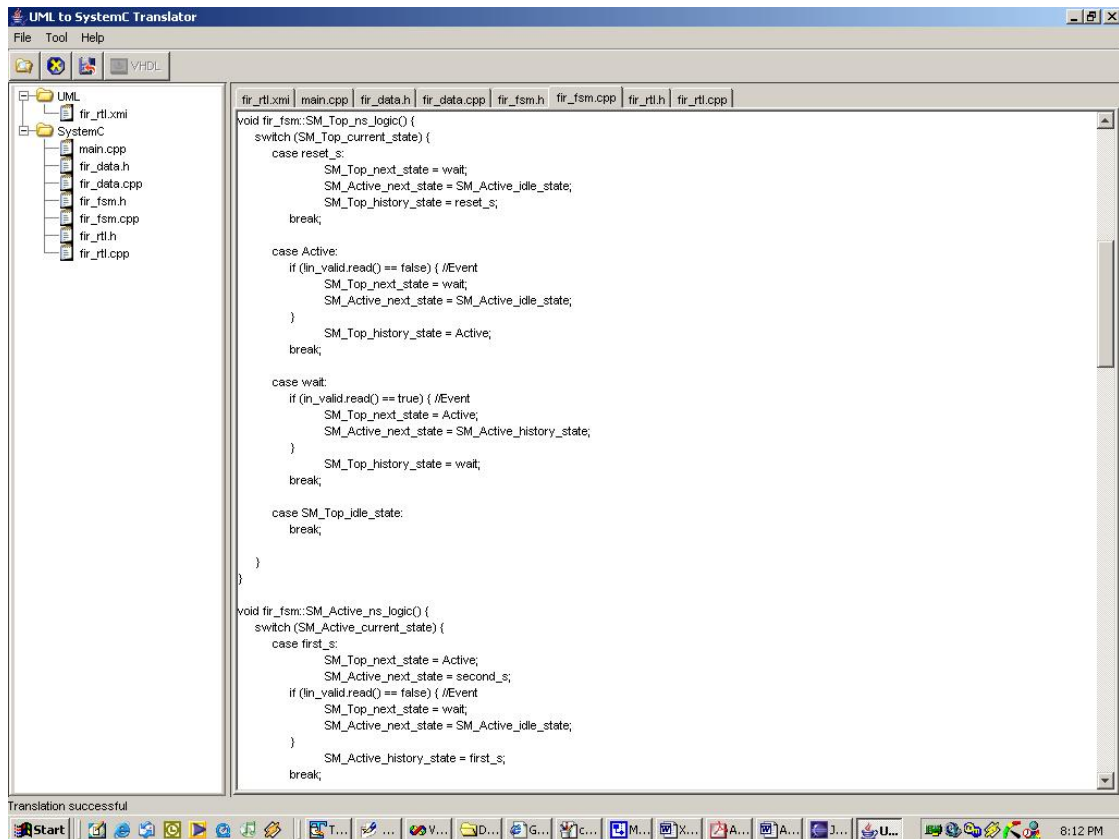 UML to SystemC Translator
File Tool Help
VHDL
UML
fir_rtl.xmi
SystemC
main.cpp
fir_data.h
fir_data.cpp
fir_fsm.h
fir_fsm.cpp
fir_rtl.h
fir_rtl.cpp
fir_rtl.xmi main.cpp fir_data.h fir_data.cpp fir_fsm.h fir_fsm.cpp fir_rtl.h fir_rtl.cpp
void fir_fsm::SM_Top_ns_logic() {
switch (SM_Top_current_state) {
case reset_s:
SM_Top_next_state = wait;
SM_Active_next_state = SM_Active_idle_state;
SM_Top_history_state = reset_s;
break;
case Active:
if (!in_valid.read() == false) { //Event
SM_Top_next_state = wait;
SM_Active_next_state = SM_Active_idle_state;
}
SM_Top_history_state = Active;
break;
case wait:
if (in_valid.read() == true) { //Event
SM_Top_next_state = Active;
SM_Active_next_state = SM_Active_history_state;
}
SM_Top_history_state = wait;
break;
case SM_Top_idle_state:
break;
}
}
void fir_fsm::SM_Active_ns_logic() {
switch (SM_Active_current_state) {
case first_s:
SM_Top_next_state = Active;
SM_Active_next_state = second_s;
if (!in_valid.read() == false) { //Event
SM_Top_next_state = wait;
SM_Active_next_state = SM_Active_idle_state;
}
SM_Active_history_state = first_s;
break;
Translation successful
Start T... ... V... D... G... c... M... X... A... A... J... U... 8:12 PM